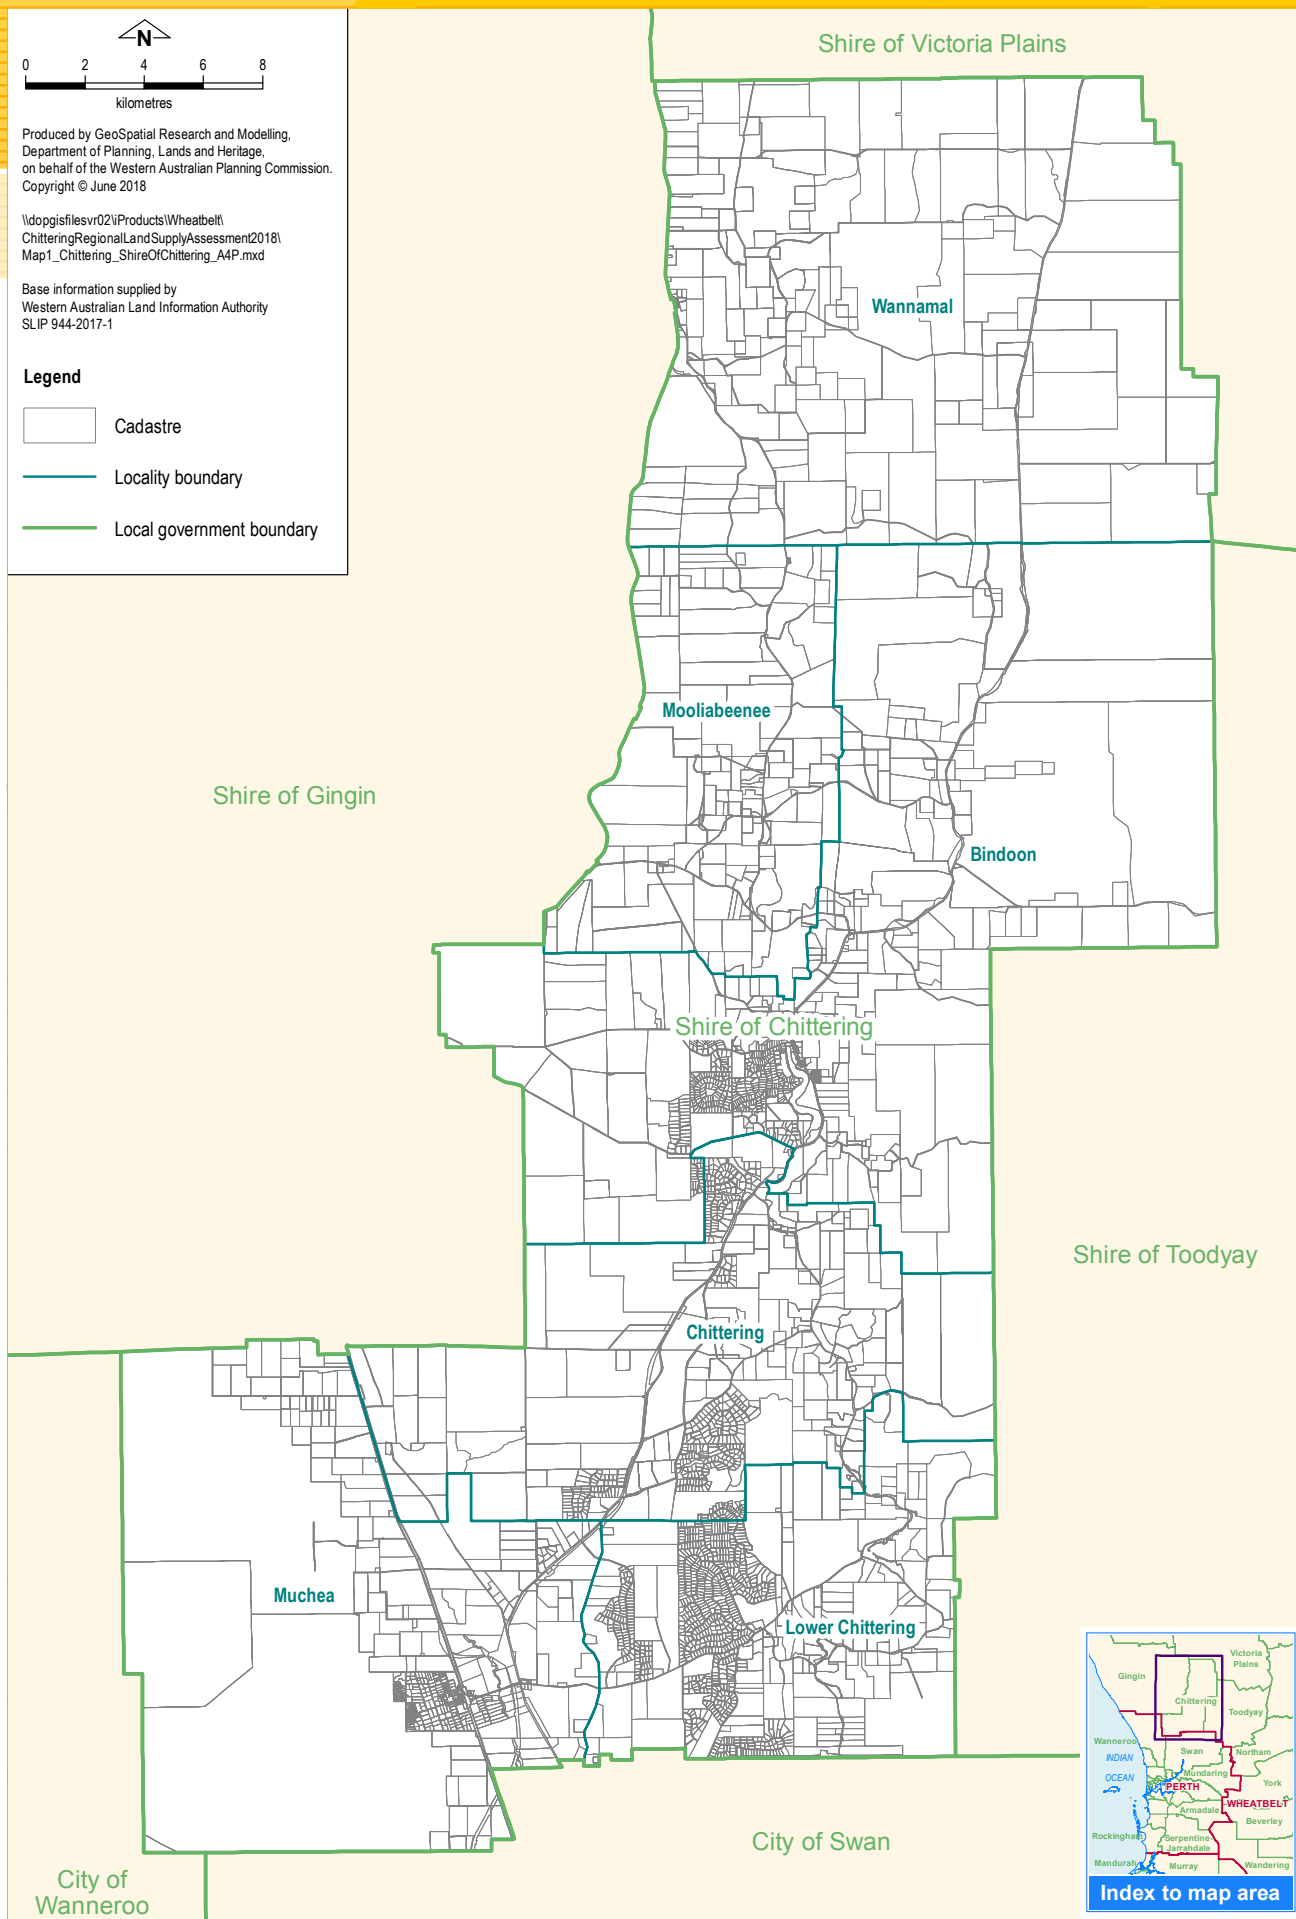 Shire of Victoria Plains
N
0 2 4 6 8
kilometres
Produced by GeoSpatial Research and Modelling,
Department of Planning, Lands and Heritage,
on behalf of the Western Australian Planning Commission.
Copyright © June 2018
\\dopgisfilesvr02\iProducts\Wheatbelt\
ChitteringRegionalLandSupplyAssessment2018\
Map1_Chittering_ShireOfChittering_A4P.mxd
Base information supplied by
Western Australian Land Information Authority
SLIP 944-2017-1
Legend
Cadastre
Locality boundary
Local government boundary
Wannamal
Mooliabeenee
Shire of Gingin
Bindoon
Shire of Chittering
Shire of Toodyay
Chittering
Muchea
Lower Chittering
City of Swan
City of
Wanneroo
Victoria
Plains
Gingin
Chittering
Toodyay
Wanneroo
Swan
Northam
INDIAN
OCEAN
Mundaring
PERTH
York
WHEATBELT
Armadale
Beverley
Rockingham
Serpentine-
Jarrahdale
Mandurah
Murray
Wandering
Index to map area